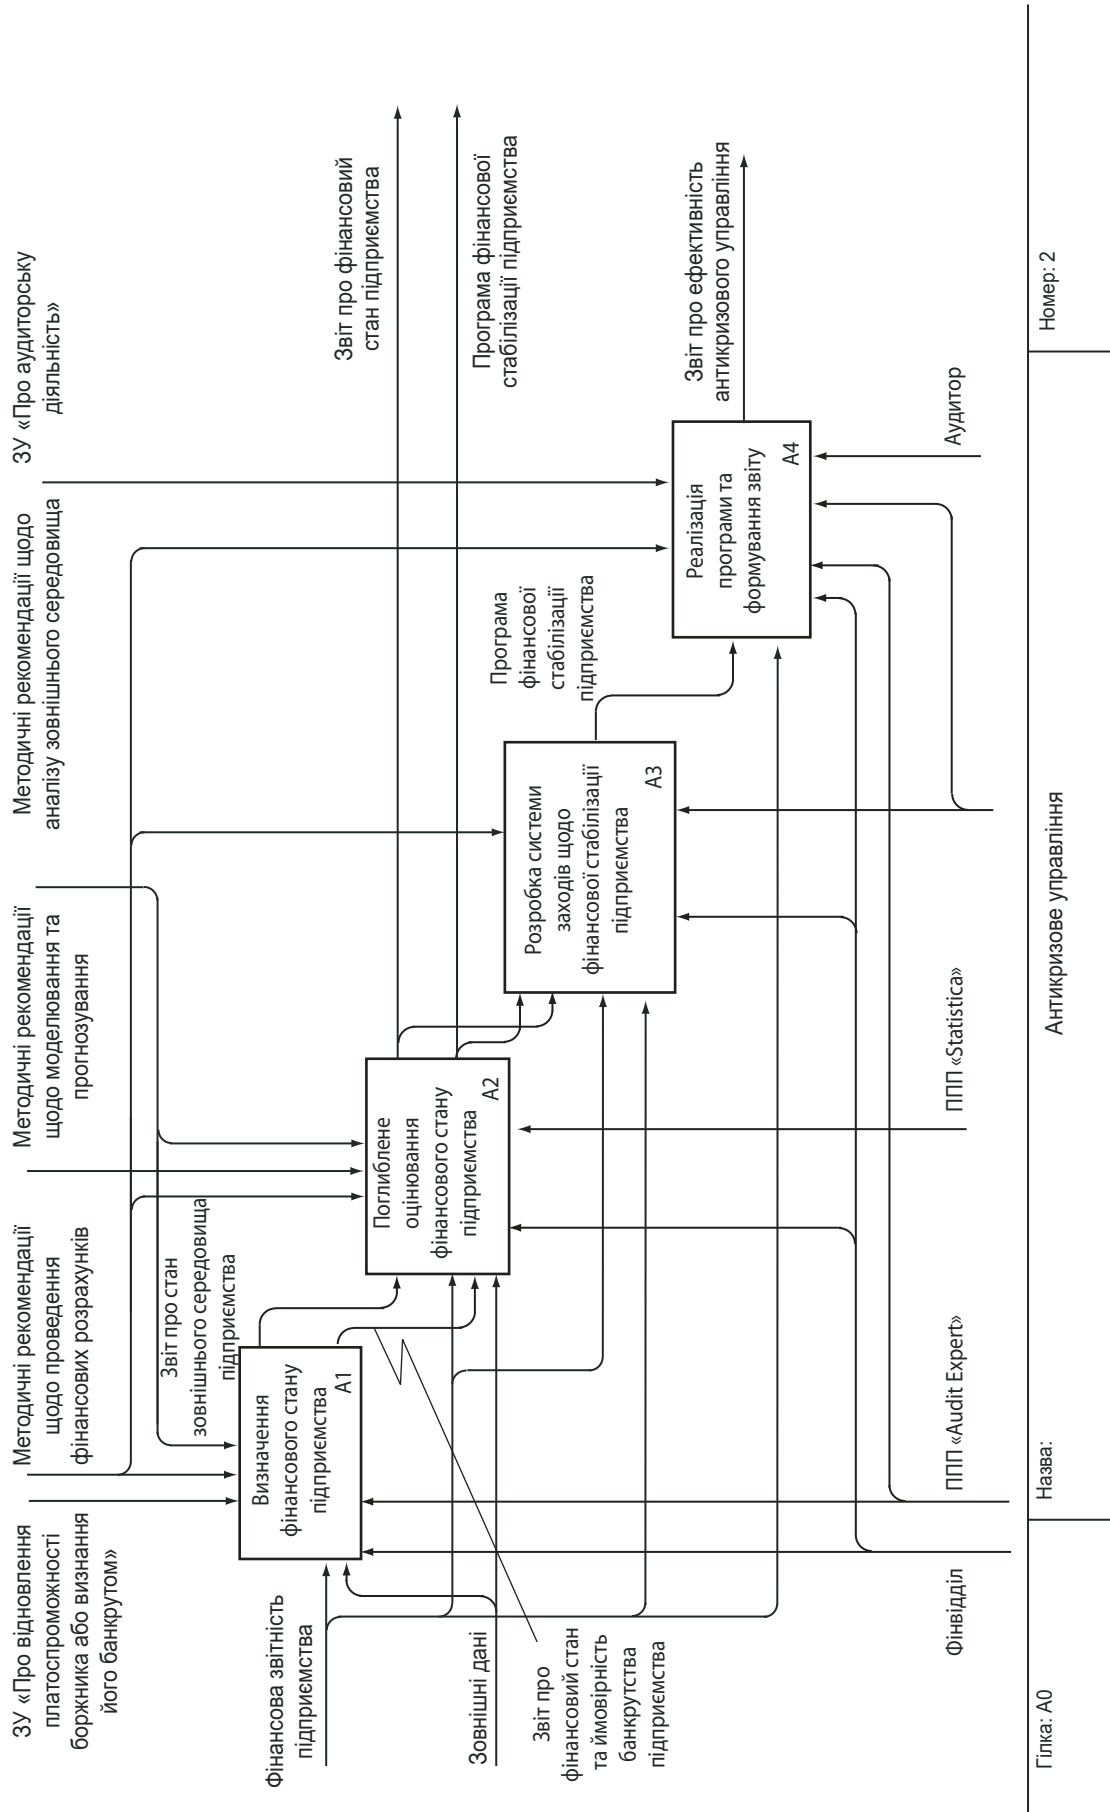 ЗУ «Про відновлення
платоспроможності
боржника або визнання
його банкрутом»
Методичні рекомендації
щодо проведення
фінансових розрахунків
Методичні рекомендації
щодо моделювання та
прогнозування
Методичні рекомендації щодо
аналізу зовнішнього середовища
ЗУ «Про аудиторську
діяльність»
Звіт про стан
зовнішнього середовища
підприємства
Фінансова звітність
підприємства
Зовнішні дані
Звіт про
фінансовий стан
та ймовірність
банкрутства
підприємства
Визначення
фінансового стану
підприємства
А1
Поглиблене
оцінювання
фінансового стану
підприємства
А2
Розробка системи
заходів щодо
фінансової стабілізації
підприємства
А3
Програма
фінансової
стабілізації
підприємства
Реалізація
програми та
формування звіту
А4
Звіт про фінансовий
стан підприємства
Програма фінансової
стабілізації підприємства
Звіт про ефективність
антикризового управління
Фінвідділ
ППП «Audit Expert»
ППП «Statistica»
Аудитор
Гілка: А0
Назва:
Антикризове управління
Номер: 2